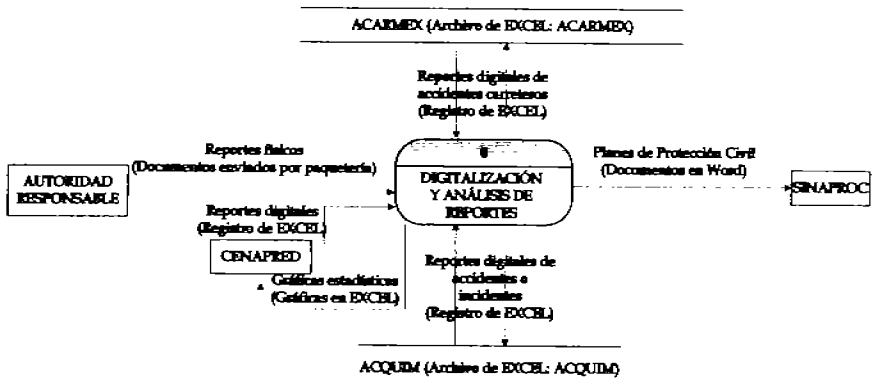 ACARMEX (Archivo de EXCEL: ACARMEX)
Reportes digitales de
accidentes carreteros
(Registro de EXCEL)
Reportes físicos
(Documentos enviados por paquetería)
Planes de Protección Civil
(Documentos en Word)
AUTORIDAD
RESPONSABLE
DIGITALIZACIÓN
Y ANÁLISIS DE
REPORTES
SINAPROC
Reportes digitales
(Registro de EXCEL)
CENAPRED
Gráficas estadísticas
(Gráficas en EXCEL)
Reportes digitales de
accidentes e
incidentes
(Registro de EXCEL)
ACQUIM (Archivo de EXCEL: ACQUIM)